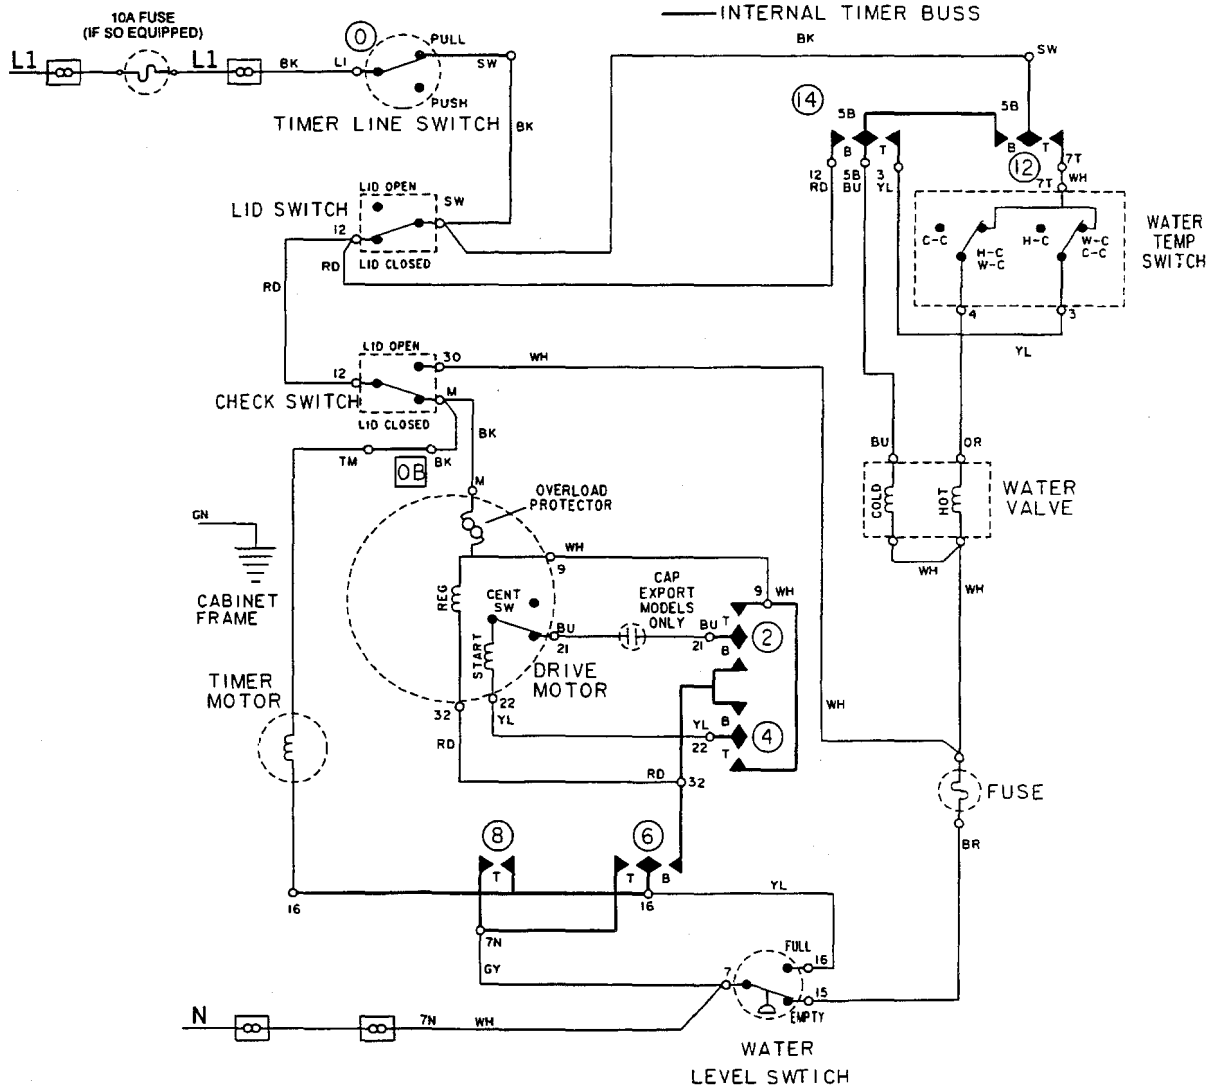 INTERNAL TIMER BUSS
10A FUSE
(IF SO EQUIPPED)
L1
L1
BK
L1
0
PULL
SW
PUSH
TIMER LINE SWITCH
BK
BK
SW
14
5B
5B
B
T
B
T
12
12
RD
5B
BU
3
YL
7T
WH
7T
LID OPEN
LID SWITCH
12
SW
LID CLOSED
RD
RD
C-C
H-C
W-C
H-C
W-C
C-C
WATER
TEMP
SWITCH
4
3
YL
LID OPEN
30
WH
12
M
CHECK SWITCH
LID CLOSED
BK
TM
OB
BK
M
OVERLOAD
PROTECTOR
BU
OR
COLD
HOT
WATER
VALVE
WH
WH
GN
CABINET
FRAME
WH
9
REG
CENT
SW
START
BU
21
CAP
EXPORT
MODELS
ONLY
BU
21
9
WH
T
2
B
DRIVE
MOTOR
TIMER
MOTOR
32
22
YL
RD
YL
22
B
4
T
WH
RD
32
FUSE
BR
8
T
6
T
B
16
16
YL
7N
GY
FULL
16
7
15
EMPTY
N
7N
WH
WATER
LEVEL SWTICH